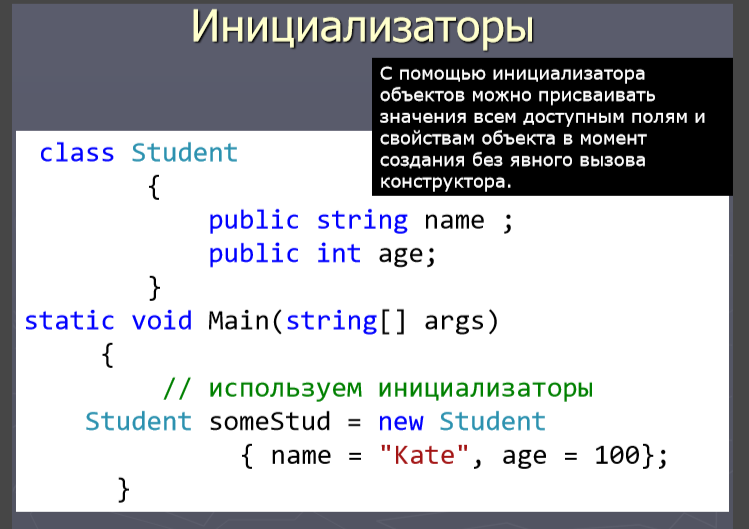 Инициализаторы
С помощью инициализатора
объектов можно присваивать
значения всем доступным полям и
свойствам объекта в момент
создания без явного вызова
конструктора.
class Student
{
public string name ;
public int age;
}
static void Main(string[] args)
{
// используем инициализаторы
Student someStud = new Student
{ name = "Kate", age = 100};
}